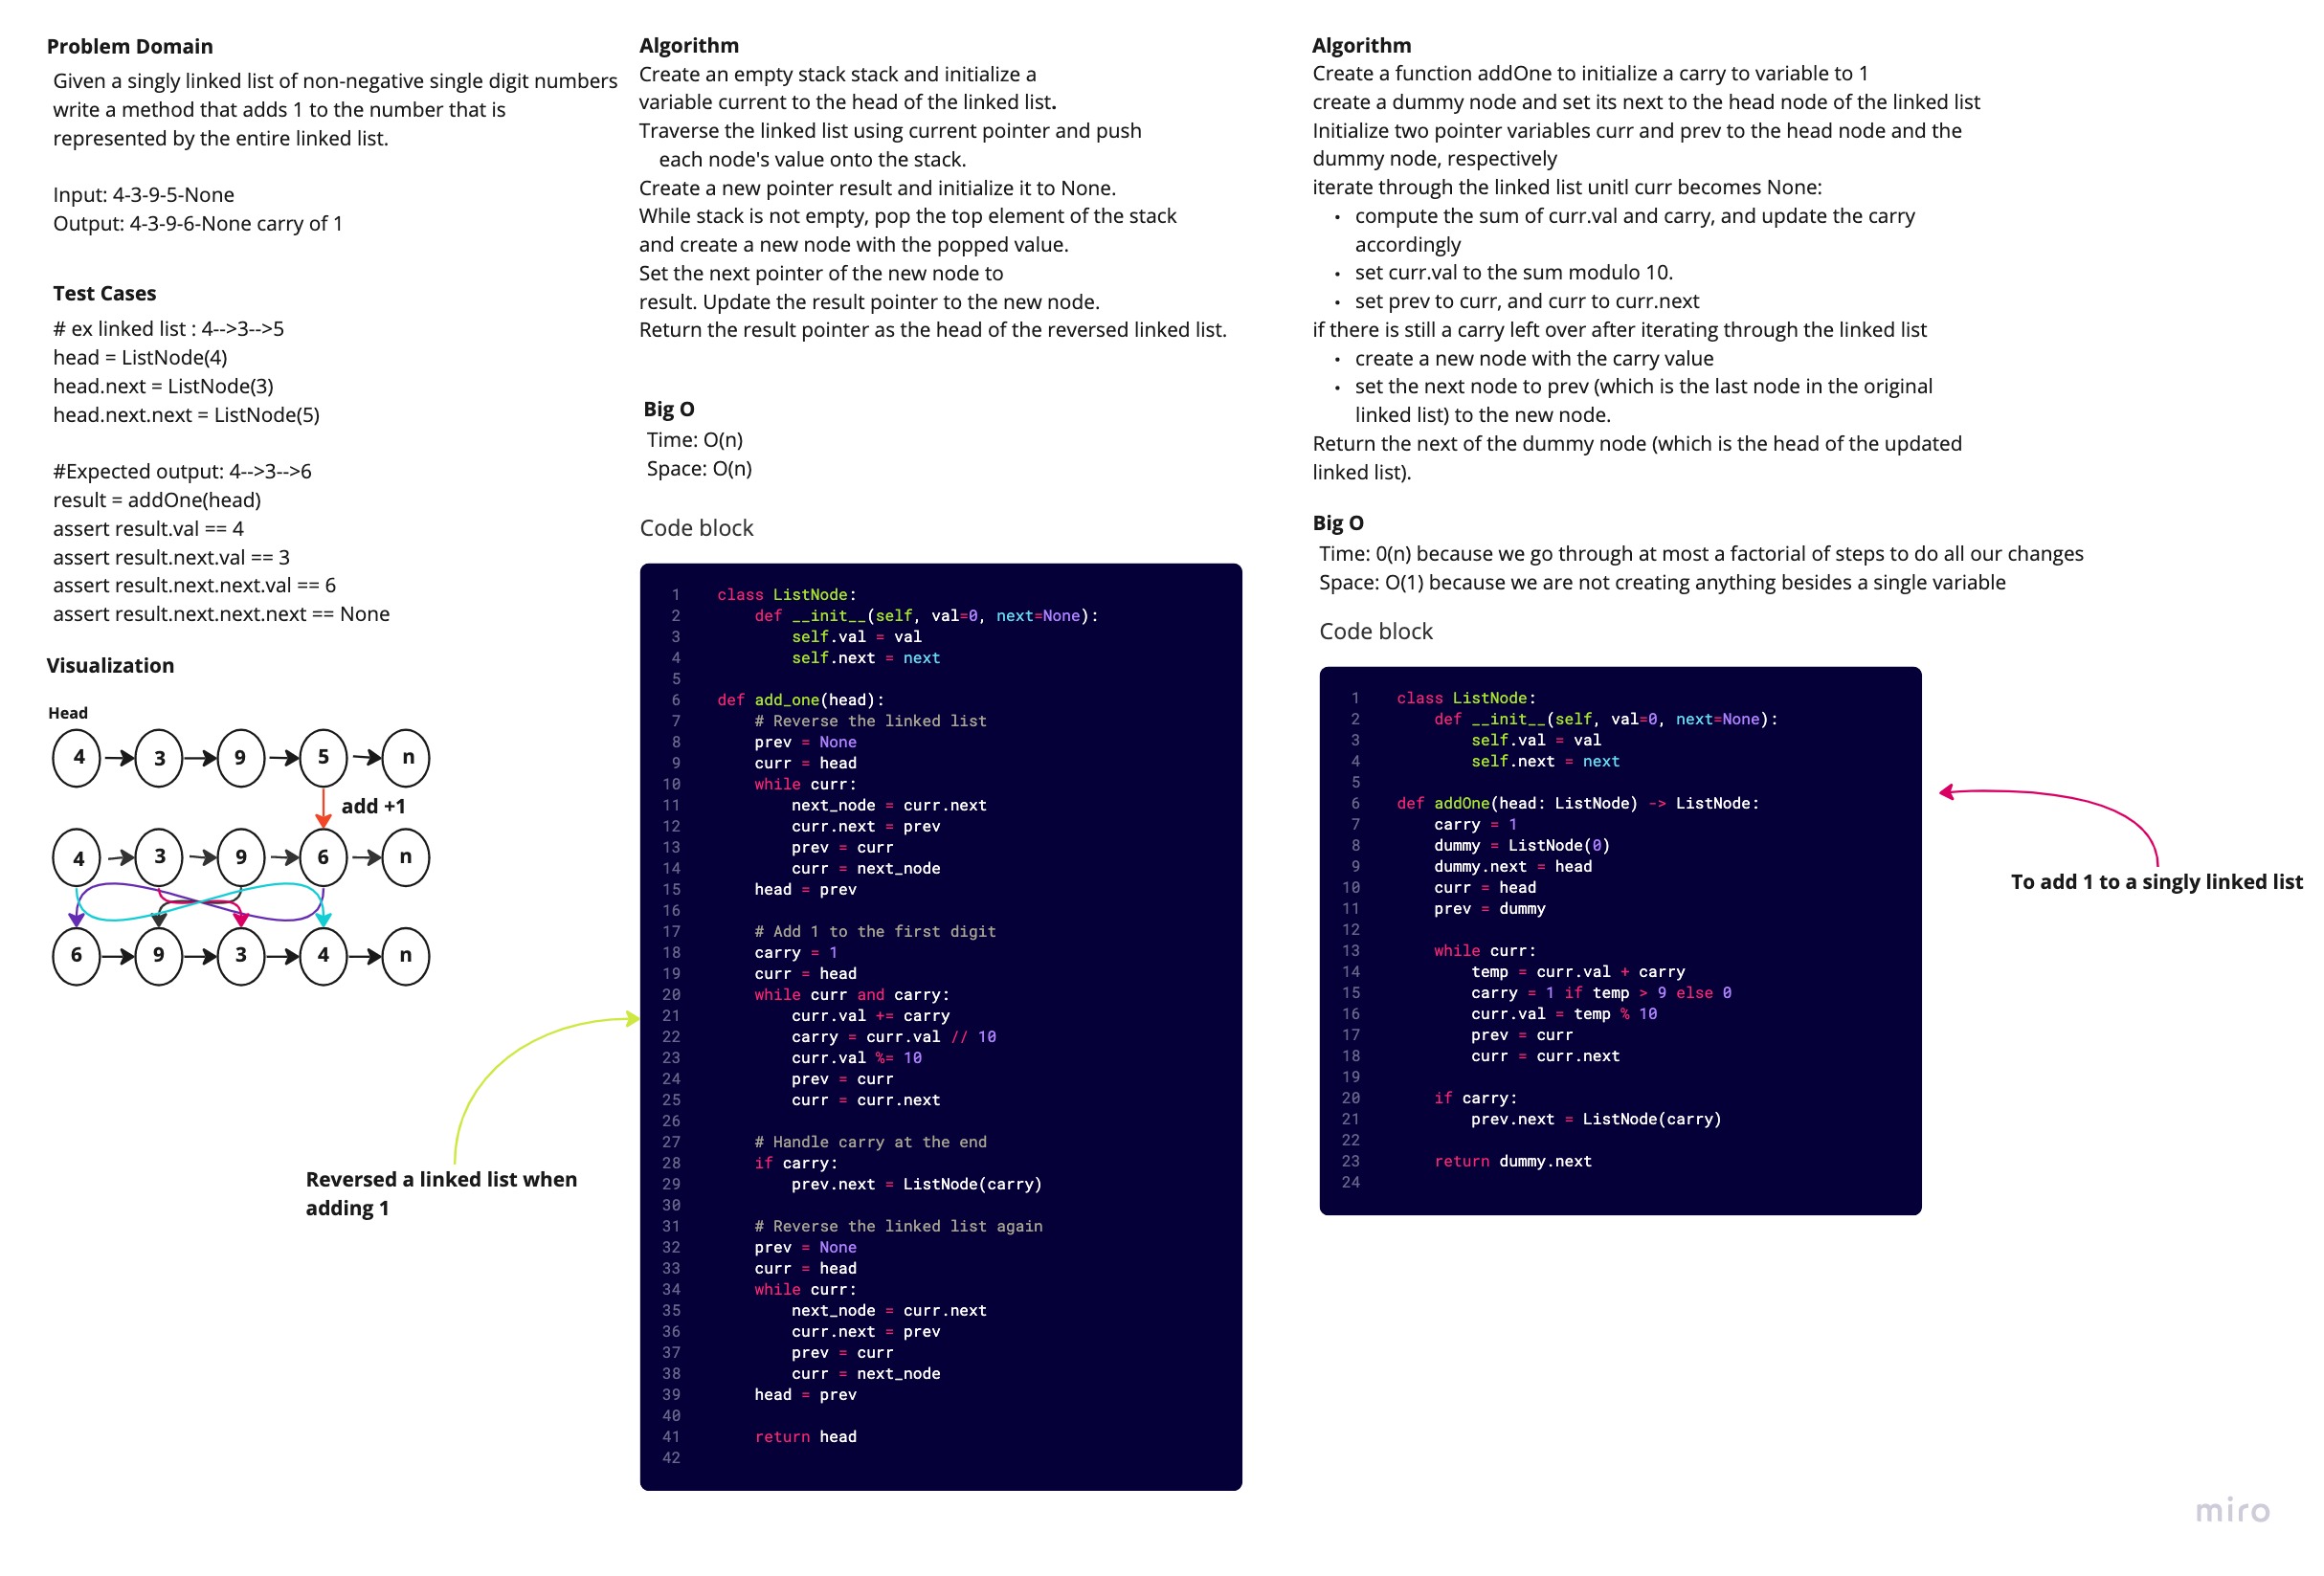 Problem Domain
Given a singly linked list of non-negative single digit numbers
write a method that adds 1 to the number that is
represented by the entire linked list.
Input: 4-3-9-5-None
Output: 4-3-9-6-None carry of 1
Test Cases
# ex linked list : 4-->3-->5
head = ListNode(4)
head.next = ListNode(3)
head.next.next = ListNode(5)
#Expected output: 4-->3-->6
result = addOne(head)
assert result.val == 4
assert result.next.val == 3
assert result.next.next.val == 6
assert result.next.next.next == None
Visualization
Head
4 3 9 5 n
add +1
4 3 9 6 n
6 9 3 4 n
Reversed a linked list when
adding 1
Algorithm
Create an empty stack stack and initialize a
variable current to the head of the linked list.
Traverse the linked list using current pointer and push
each node's value onto the stack.
Create a new pointer result and initialize it to None.
While stack is not empty, pop the top element of the stack
and create a new node with the popped value.
Set the next pointer of the new node to
result. Update the result pointer to the new node.
Return the result pointer as the head of the reversed linked list.
Big O
Time: O(n)
Space: O(n)
Code block
1 class ListNode:
2 def __init__(self, val=0, next=None):
3 self.val = val
4 self.next = next
5
6 def add_one(head):
7 # Reverse the linked list
8 prev = None
9 curr = head
10 while curr:
11 next_node = curr.next
12 curr.next = prev
13 prev = curr
14 curr = next_node
15 head = prev
16
17 # Add 1 to the first digit
18 carry = 1
19 curr = head
20 while curr and carry:
21 curr.val += carry
22 carry = curr.val // 10
23 curr.val %= 10
24 prev = curr
25 curr = curr.next
26
27 # Handle carry at the end
28 if carry:
29 prev.next = ListNode(carry)
30
31 # Reverse the linked list again
32 prev = None
33 curr = head
34 while curr:
35 next_node = curr.next
36 curr.next = prev
37 prev = curr
38 curr = next_node
39 head = prev
40
41 return head
42
Algorithm
Create a function addOne to initialize a carry to variable to 1
create a dummy node and set its next to the head node of the linked list
Initialize two pointer variables curr and prev to the head node and the
dummy node, respectively
iterate through the linked list unitl curr becomes None:
• compute the sum of curr.val and carry, and update the carry
accordingly
• set curr.val to the sum modulo 10.
• set prev to curr, and curr to curr.next
if there is still a carry left over after iterating through the linked list
• create a new node with the carry value
• set the next node to prev (which is the last node in the original
linked list) to the new node.
Return the next of the dummy node (which is the head of the updated
linked list).
Big O
Time: 0(n) because we go through at most a factorial of steps to do all our changes
Space: O(1) because we are not creating anything besides a single variable
Code block
1 class ListNode:
2 def __init__(self, val=0, next=None):
3 self.val = val
4 self.next = next
5
6 def addOne(head: ListNode) -> ListNode:
7 carry = 1
8 dummy = ListNode(0)
9 dummy.next = head
10 curr = head
11 prev = dummy
12
13 while curr:
14 temp = curr.val + carry
15 carry = 1 if temp > 9 else 0
16 curr.val = temp % 10
17 prev = curr
18 curr = curr.next
19
20 if carry:
21 prev.next = ListNode(carry)
22
23 return dummy.next
24
To add 1 to a singly linked list
miro